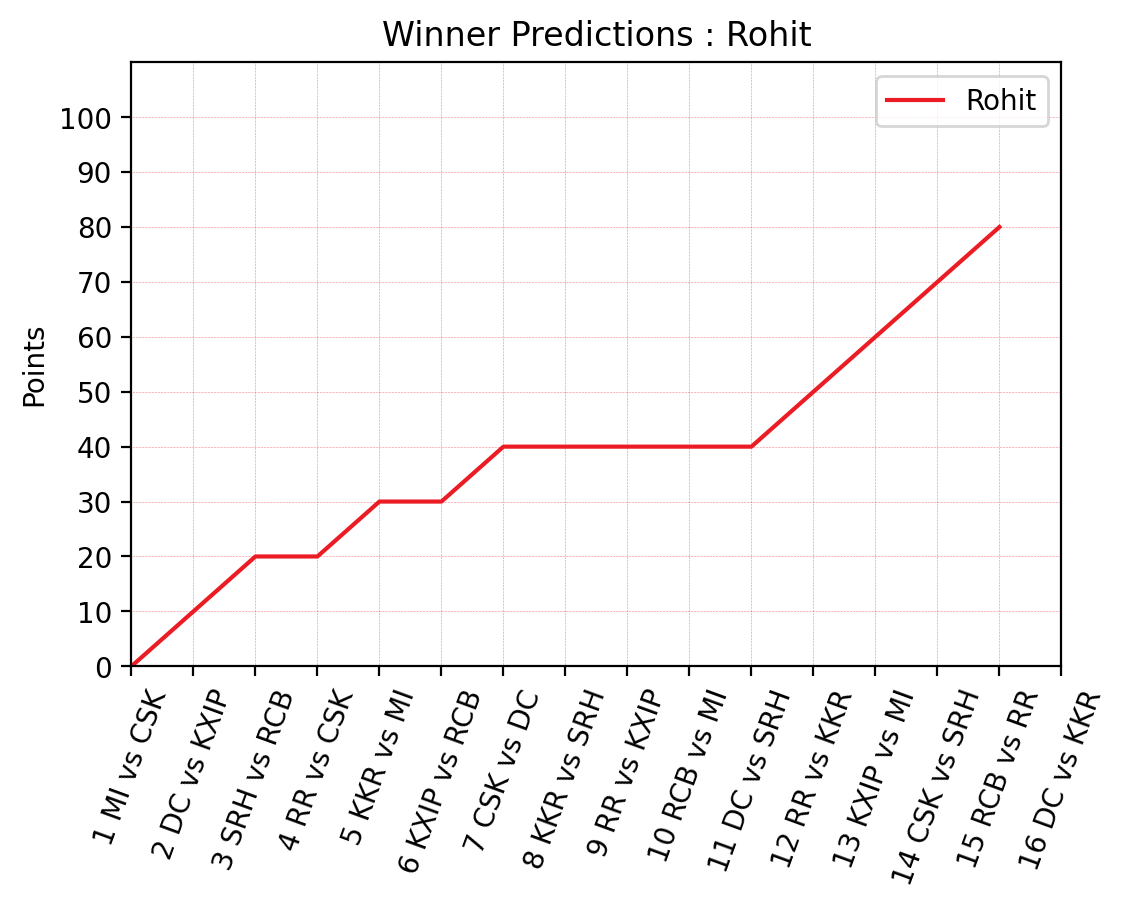 Winner Predictions : Rohit
Rohit
Points
100
90
80
70
60
50
40
30
20
10
0
1 MI vs CSK
2 DC vs KXIP
3 SRH vs RCB
4 RR vs CSK
5 KKR vs MI
6 KXIP vs RCB
7 CSK vs DC
8 KKR vs SRH
9 RR vs KXIP
10 RCB vs MI
11 DC vs SRH
12 RR vs KKR
13 KXIP vs MI
14 CSK vs SRH
15 RCB vs RR
16 DC vs KKR